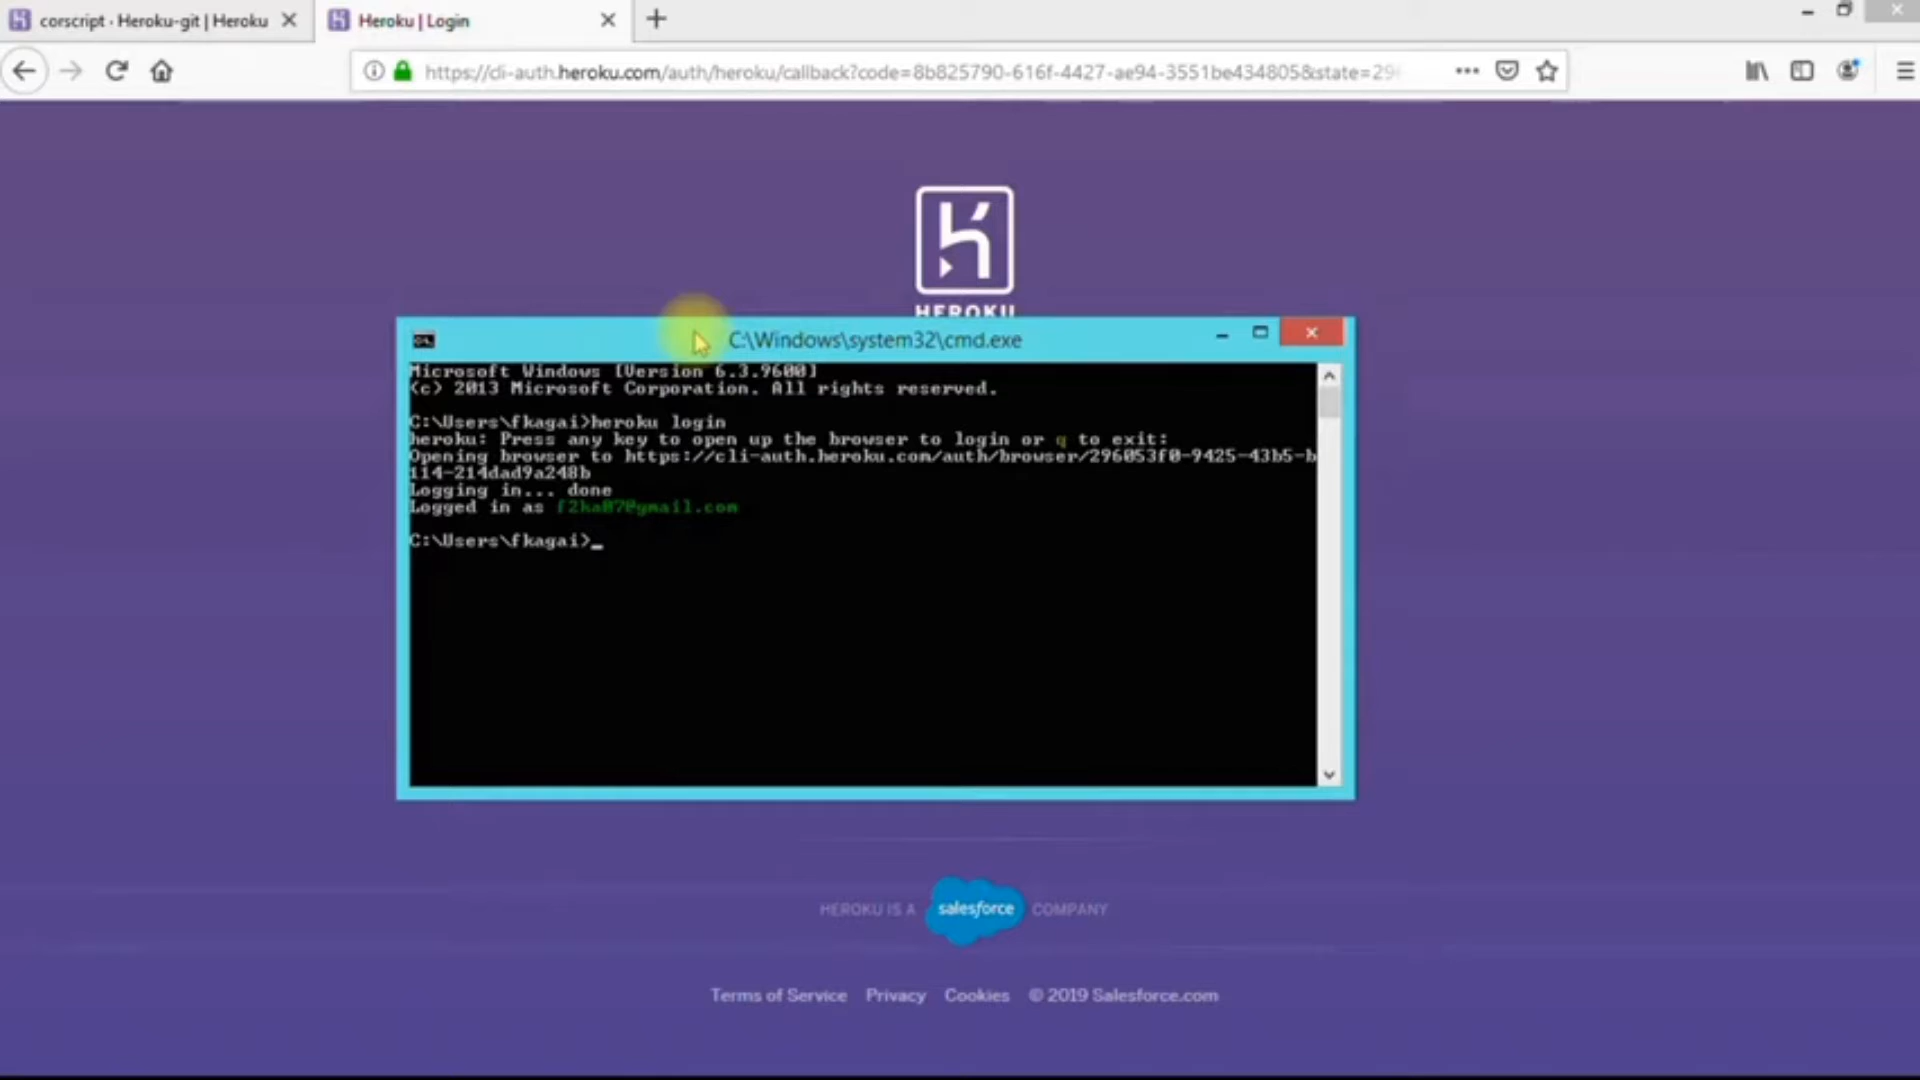 corscript · Heroku-git | Heroku
Heroku | Login
https://cli-auth.heroku.com/auth/heroku/callback?code=8b825790-616f-4427-ae94-3551be434805&state=29
HEROKU
C:\Windows\system32\cmd.exe
Microsoft Windows [Version 6.3.9600]
(c) 2013 Microsoft Corporation. All rights reserved.
C:\Users\fkagai>heroku login
heroku: Press any key to open up the browser to login or q to exit:
Opening browser to https://cli-auth.heroku.com/auth/browser/296053f0-9425-43b5-b
114-214dad9a248b
Logging in... done
Logged in as f2ka07@gmail.com
C:\Users\fkagai>_
HEROKU IS A salesforce COMPANY
Terms of Service Privacy Cookies © 2019 Salesforce.com